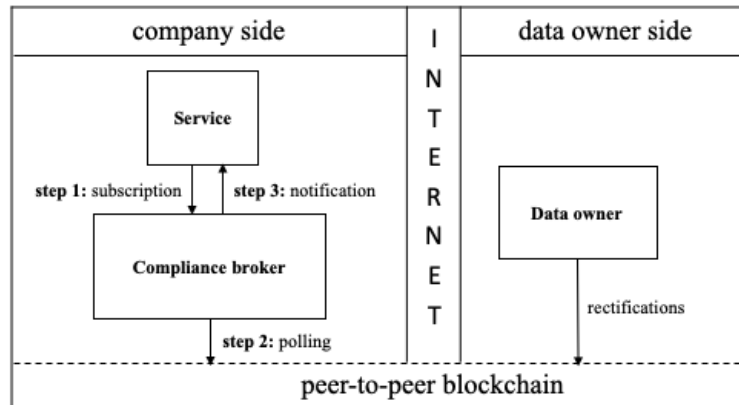 company side
I
N
T
E
R
N
E
T
data owner side
Service
step 1: subscription
step 3: notification
Compliance broker
step 2: polling
Data owner
rectifications
peer-to-peer blockchain